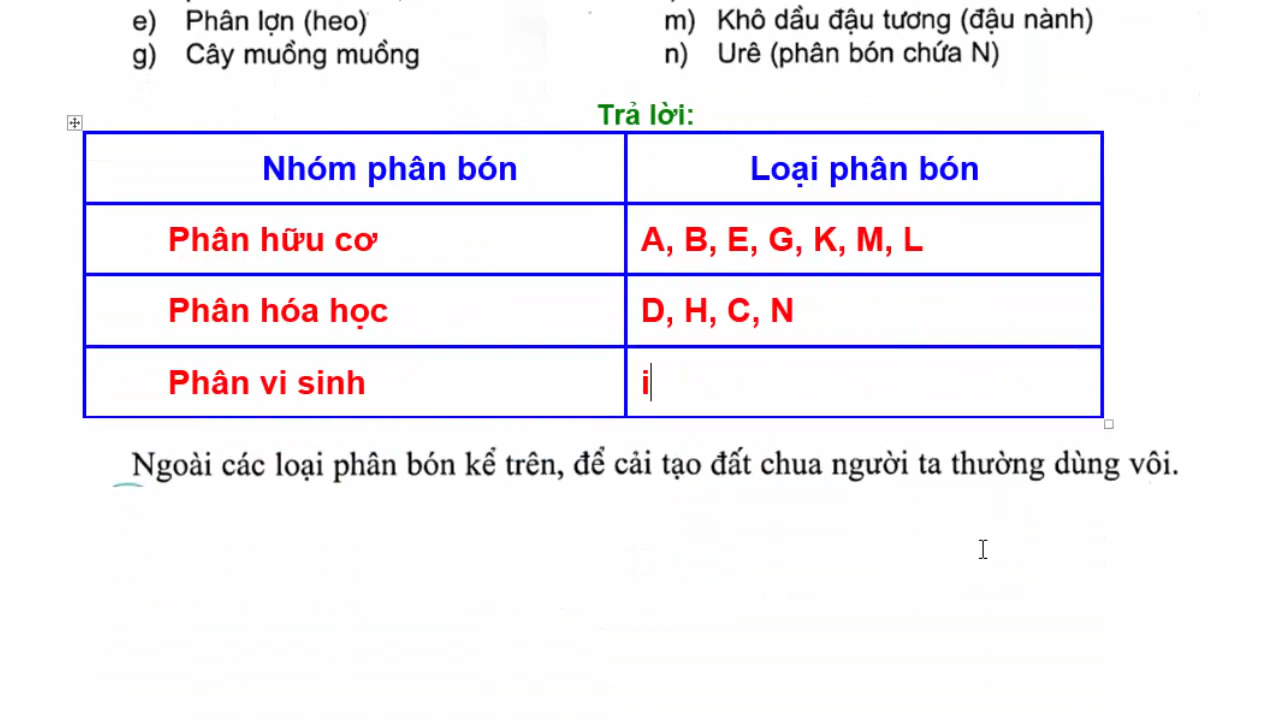 e) Phân lợn (heo)
g) Cây muồng muồng
m) Khô dầu đậu tương (đậu nành)
n) Urê (phân bón chứa N)
Trả lời:
Nhóm phân bón Loại phân bón
Phân hữu cơ A, B, E, G, K, M, L
Phân hóa học D, H, C, N
Phân vi sinh i
Ngoài các loại phân bón kể trên, để cải tạo đất chua người ta thường dùng vôi.